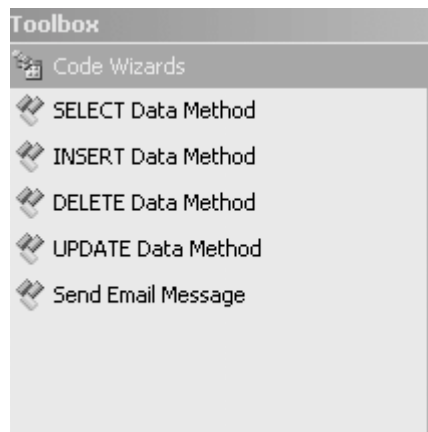 Toolbox
Code Wizards
SELECT Data Method
INSERT Data Method
DELETE Data Method
UPDATE Data Method
Send Email Message